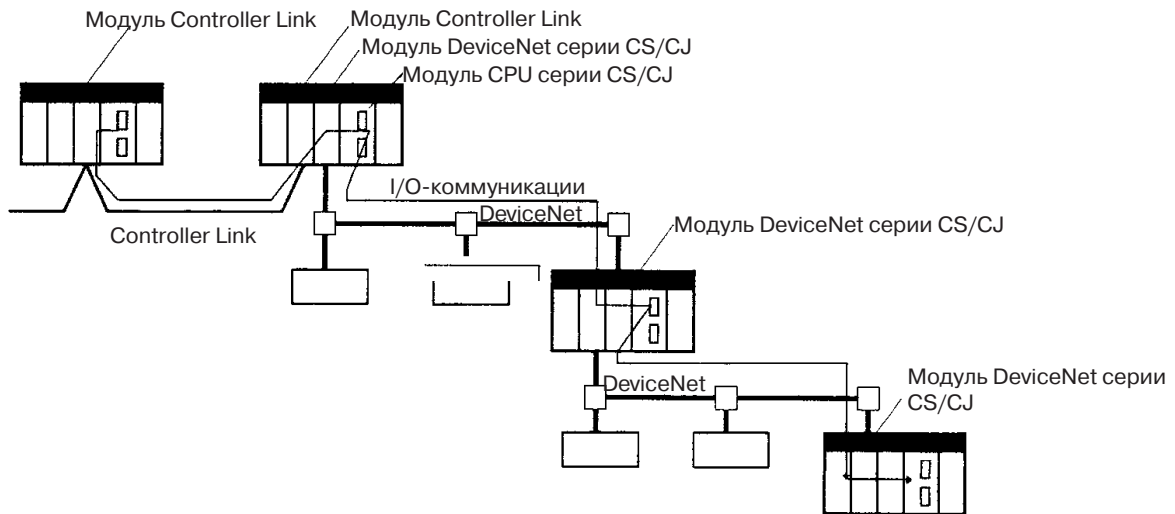 Модуль Controller Link
Модуль Controller Link
Модуль DeviceNet серии CS/CJ
Модуль CPU серии CS/CJ
I/O-коммуникации
DeviceNet
Controller Link
Модуль DeviceNet серии CS/CJ
DeviceNet
Модуль DeviceNet серии
CS/CJ